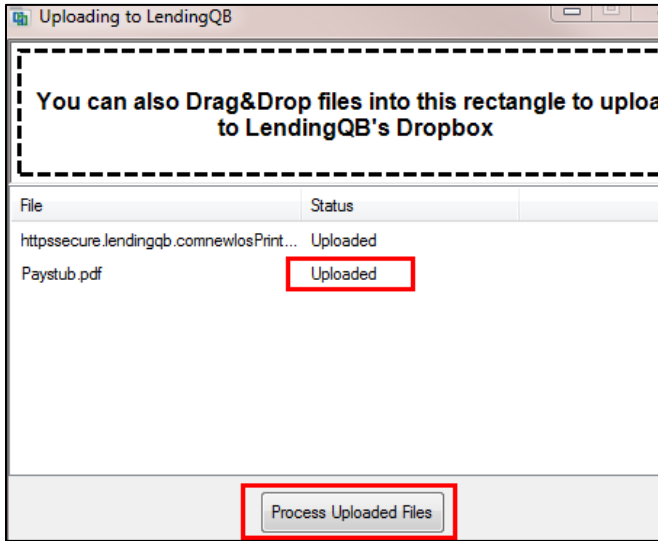 Uploading to LendingQB
You can also Drag&Drop files into this rectangle to uploa
to LendingQB's Dropbox
File Status
httpssecure.lendingqb.comnewlosPrint... Uploaded
Paystub.pdf Uploaded
Process Uploaded Files